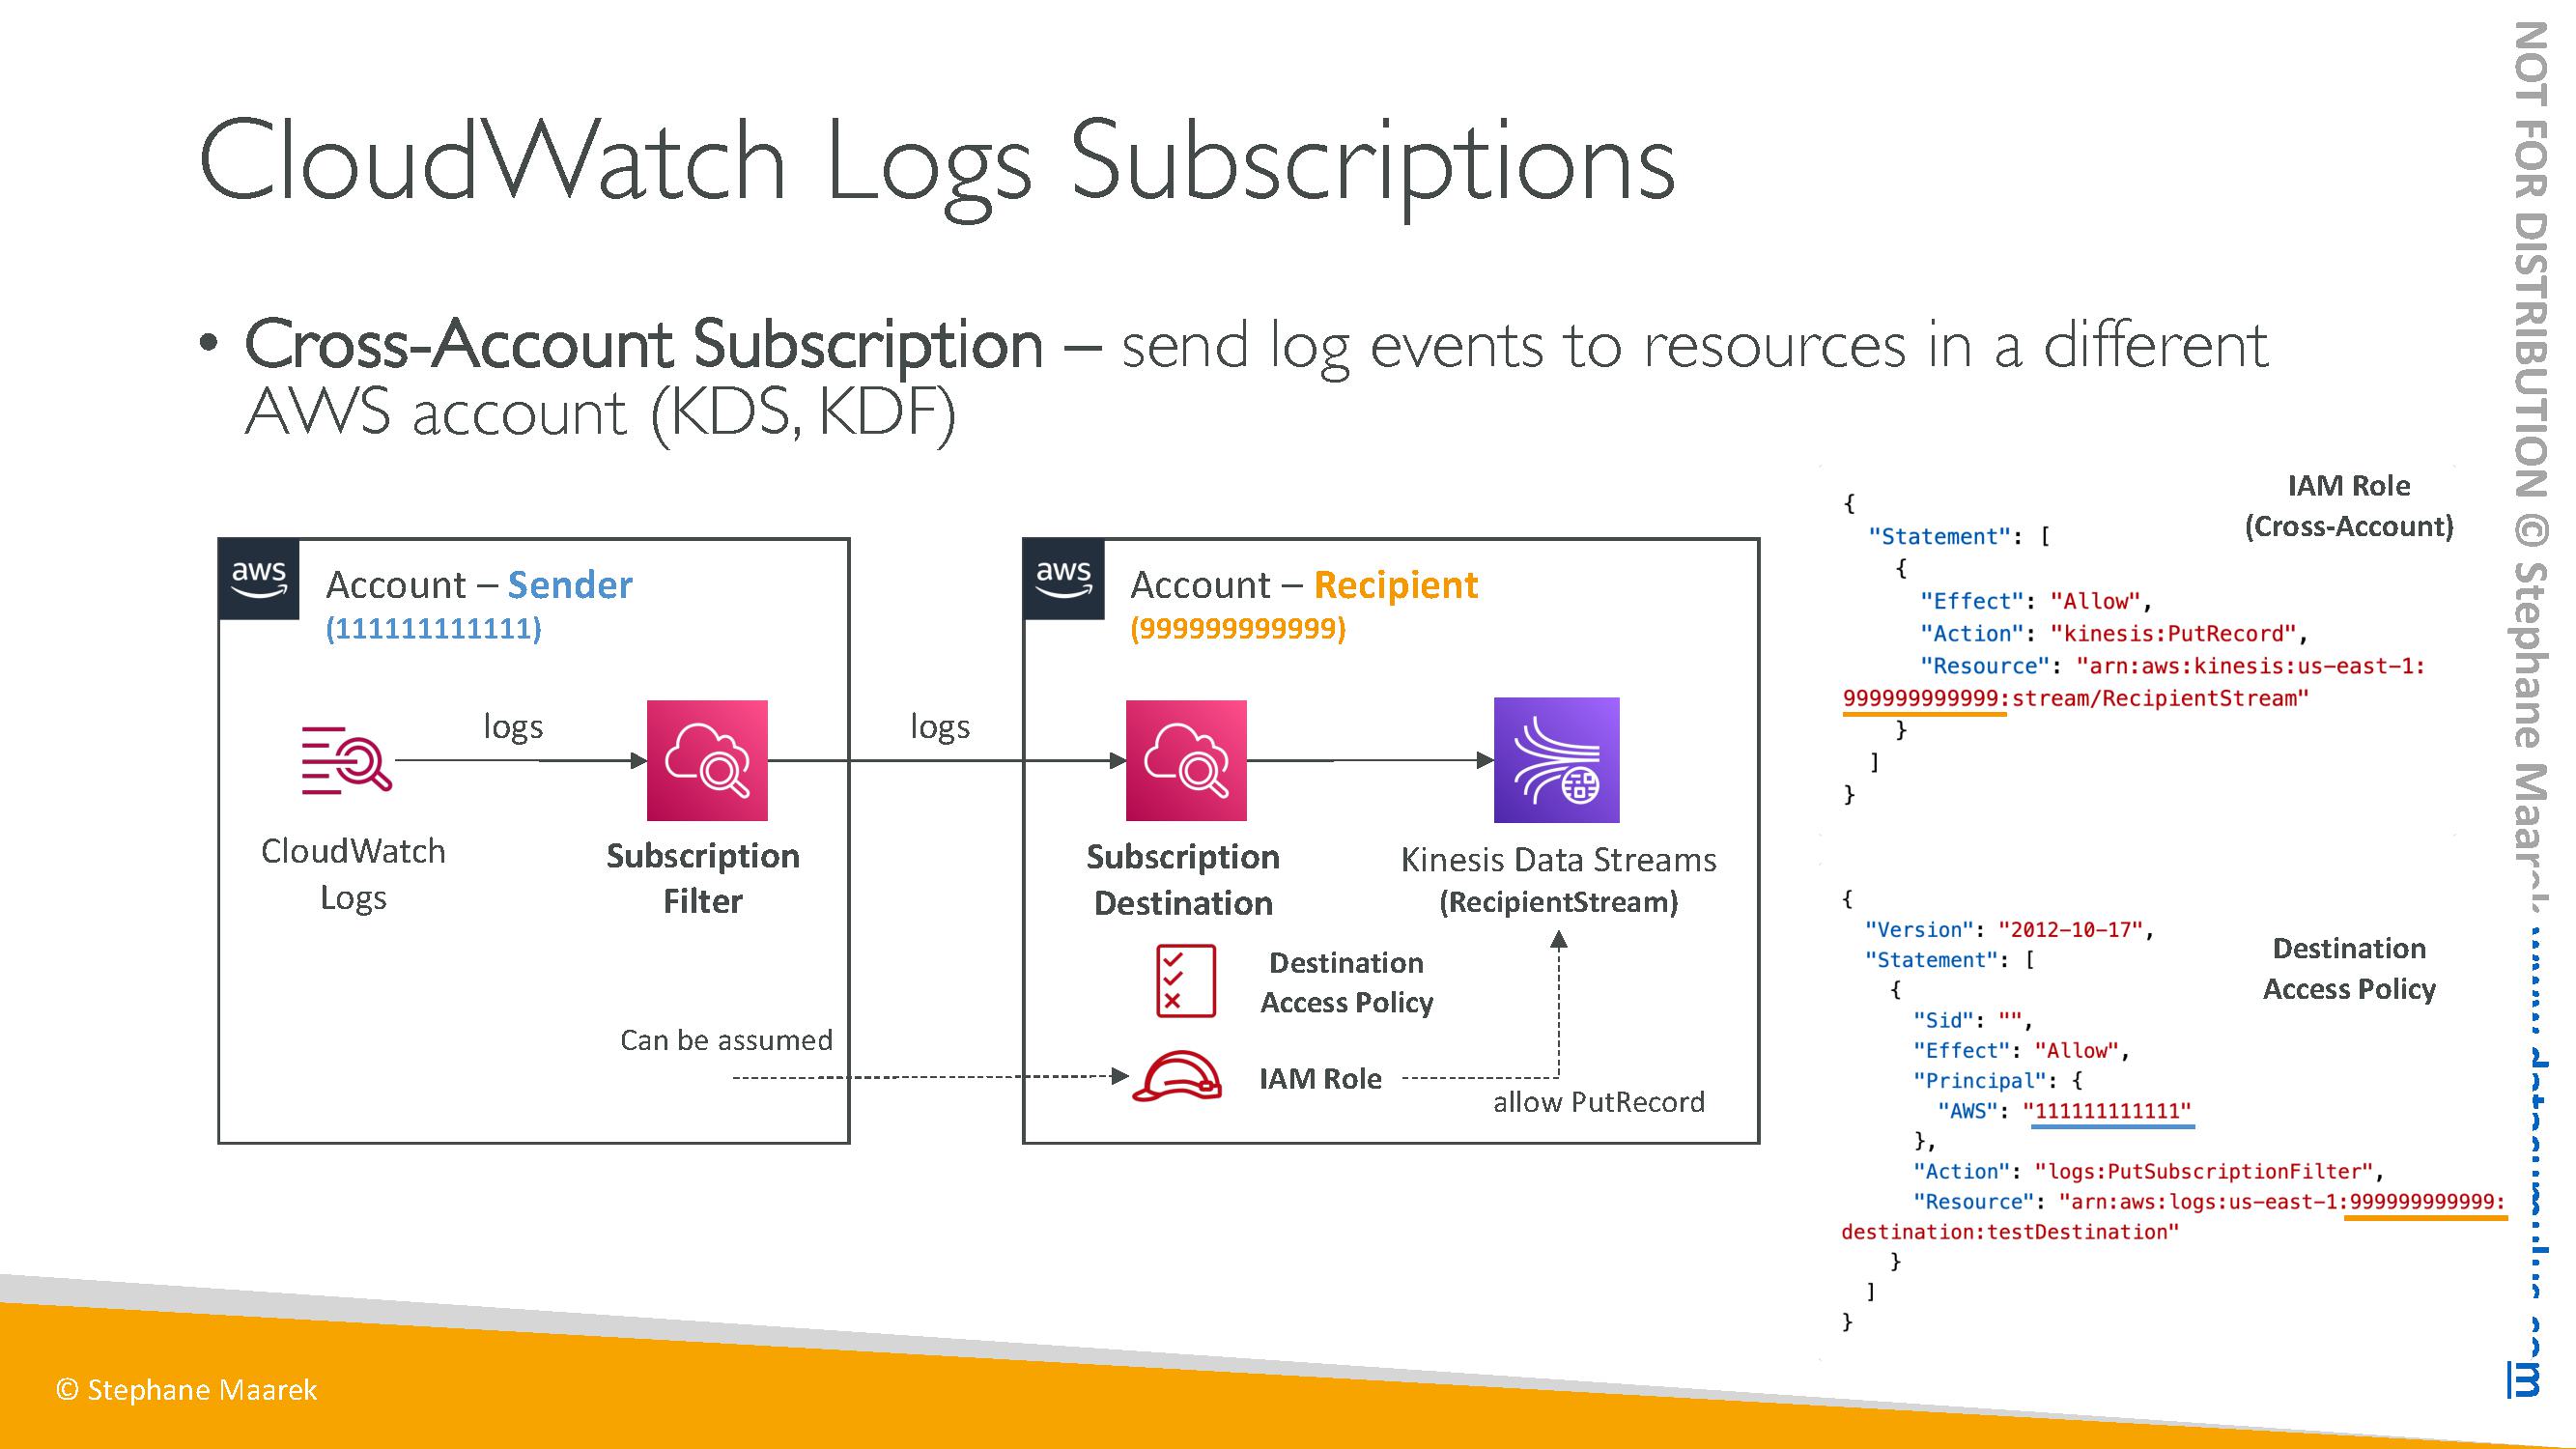 CloudWatch Logs Subscriptions
• Cross-Account Subscription – send log events to resources in a different
AWS account (KDS, KDF)
aws
Account – Sender
(111111111111)
logs
CloudWatch
Logs
Subscription
Filter
Can be assumed
logs
aws
Account – Recipient
(999999999999)
Subscription
Destination
Kinesis Data Streams
(RecipientStream)
Destination
Access Policy
IAM Role
allow PutRecord
IAM Role
(Cross-Account)
{
"Statement": [
{
"Effect": "Allow",
"Action": "kinesis:PutRecord",
"Resource": "arn:aws:kinesis:us-east-1:
999999999999:stream/RecipientStream"
}
]
}
Destination
Access Policy
{
"Version": "2012-10-17",
"Statement": [
{
"Sid": "",
"Effect": "Allow",
"Principal": {
"AWS": "111111111111"
},
"Action": "logs:PutSubscriptionFilter",
"Resource": "arn:aws:logs:us-east-1:999999999999:
destination:testDestination"
}
]
}
© Stephane Maarek
NOT FOR DISTRIBUTION © Stephane Maarek